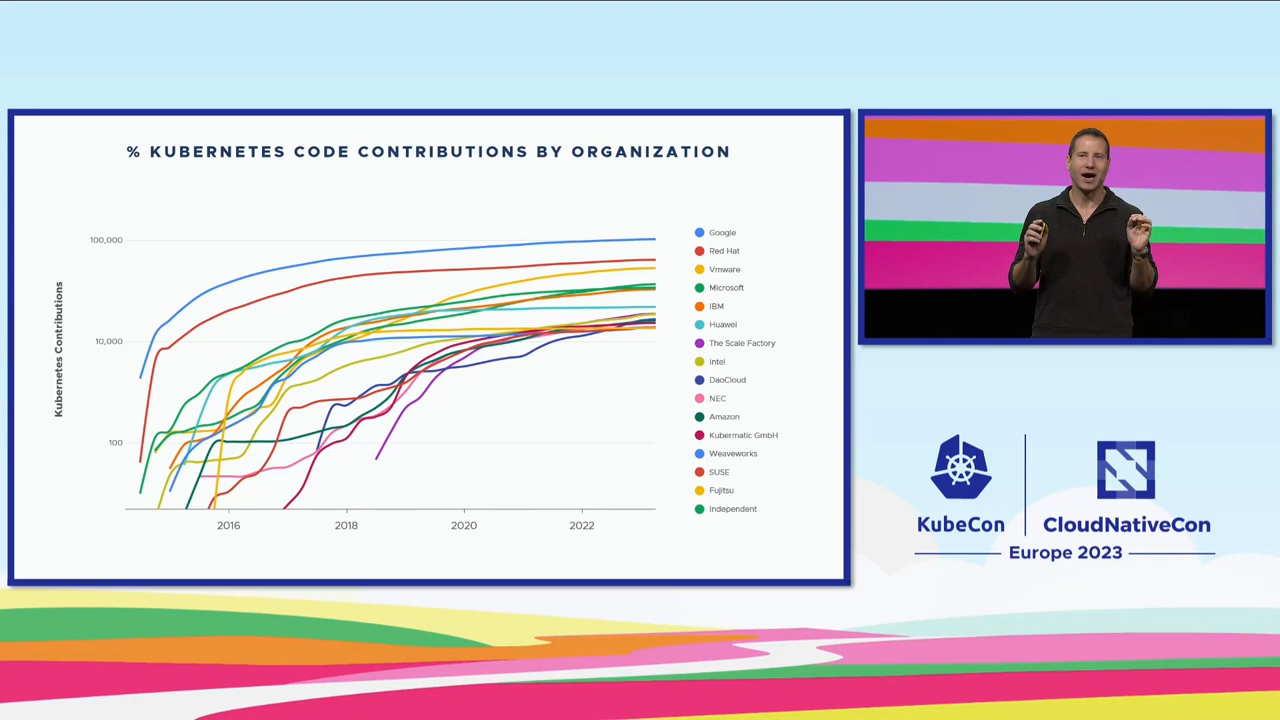 % KUBERNETES CODE CONTRIBUTIONS BY ORGANIZATION
Kubernetes Contributions
100,000
10,000
100
2016
2018
2020
2022
Google
Red Hat
Vmware
Microsoft
IBM
Huawei
The Scale Factory
Intel
DaoCloud
NEC
Amazon
Kubermatic GmbH
Weaveworks
SUSE
Fujitsu
Independent
KubeCon
CloudNativeCon
Europe 2023